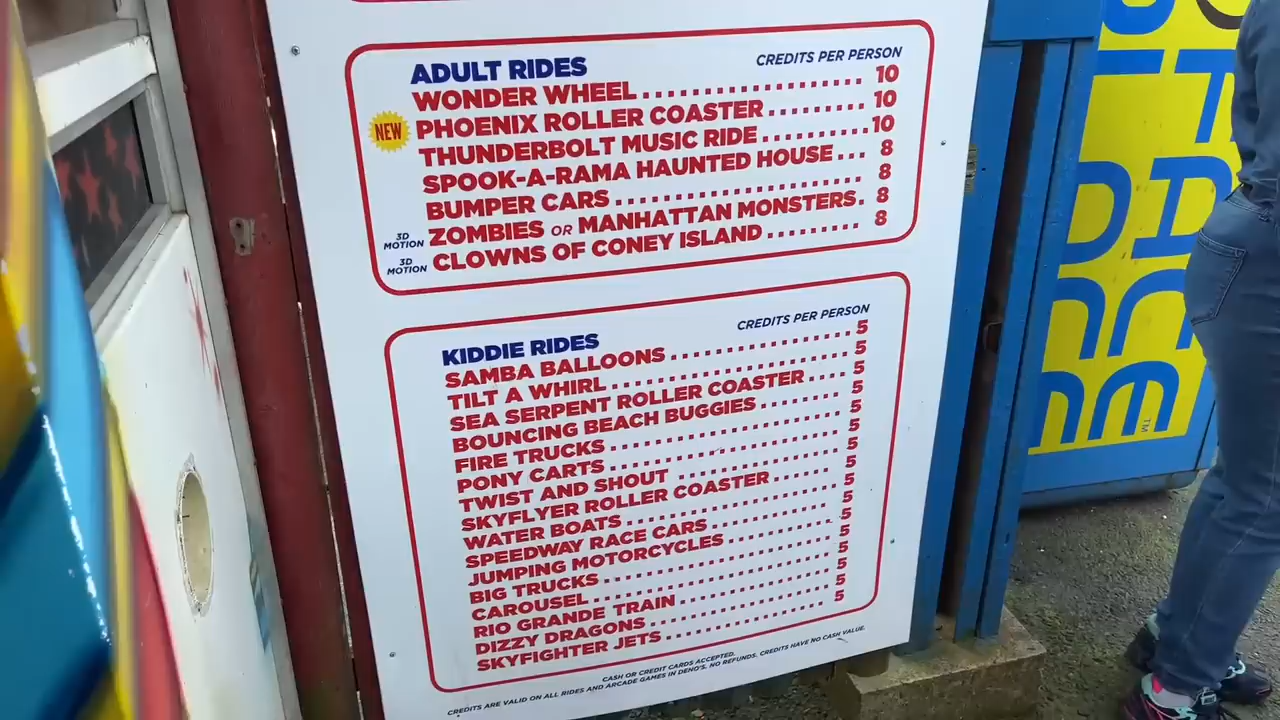 ADULT RIDES CREDITS PER PERSON
WONDER WHEEL 10
NEW PHOENIX ROLLER COASTER 10
THUNDERBOLT MUSIC RIDE 10
SPOOK-A-RAMA HAUNTED HOUSE 8
BUMPER CARS 8
3D MOTION ZOMBIES OR MANHATTAN MONSTERS 8
3D MOTION CLOWNS OF CONEY ISLAND 8
KIDDIE RIDES CREDITS PER PERSON
SAMBA BALLOONS 5
TILT A WHIRL 5
SEA SERPENT ROLLER COASTER 5
BOUNCING BEACH BUGGIES 5
FIRE TRUCKS 5
PONY CARTS 5
TWIST AND SHOUT 5
SKYFLYER ROLLER COASTER 5
WATER BOATS 5
SPEEDWAY RACE CARS 5
JUMPING MOTORCYCLES 5
BIG TRUCKS 5
CAROUSEL 5
RIO GRANDE TRAIN 5
DIZZY DRAGONS 5
SKYFIGHTER JETS 5
CASH OR CREDIT CARDS ACCEPTED.
CREDITS ARE VALID ON ALL RIDES AND ARCADE GAMES IN DENO'S. NO REFUNDS. CREDITS HAVE NO CASH VALUE.